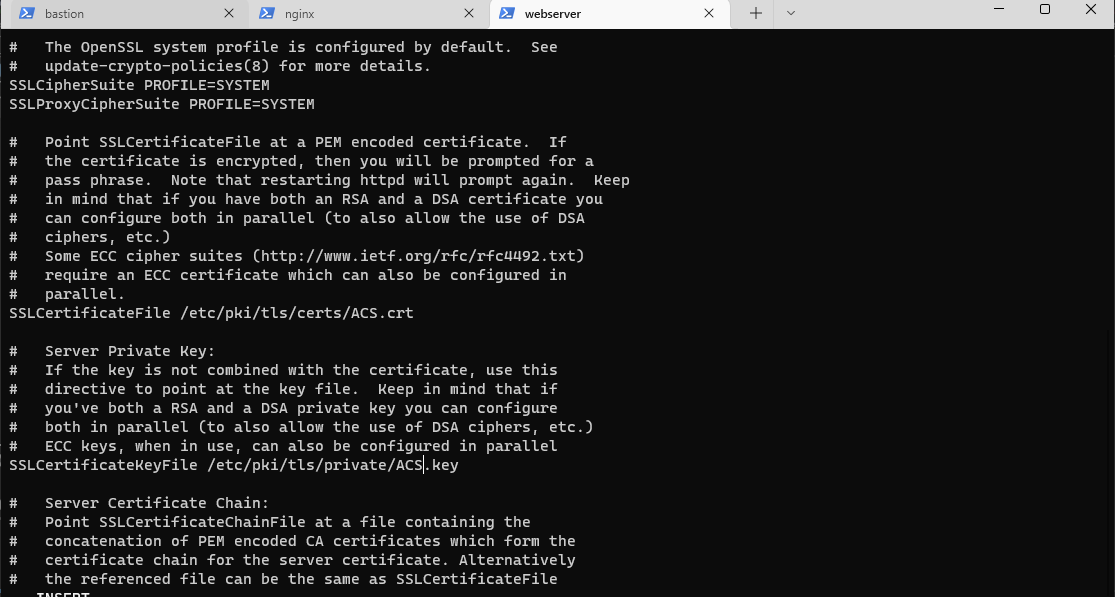 bastion
nginx
webserver
#   The OpenSSL system profile is configured by default.  See
#   update-crypto-policies(8) for more details.
SSLCipherSuite PROFILE=SYSTEM
SSLProxyCipherSuite PROFILE=SYSTEM
#   Point SSLCertificateFile at a PEM encoded certificate.  If
#   the certificate is encrypted, then you will be prompted for a
#   pass phrase.  Note that restarting httpd will prompt again.  Keep
#   in mind that if you have both an RSA and a DSA certificate you
#   can configure both in parallel (to also allow the use of DSA
#   ciphers, etc.)
#   Some ECC cipher suites (http://www.ietf.org/rfc/rfc4492.txt)
#   require an ECC certificate which can also be configured in
#   parallel.
SSLCertificateFile /etc/pki/tls/certs/ACS.crt
#   Server Private Key:
#   If the key is not combined with the certificate, use this
#   directive to point at the key file.  Keep in mind that if
#   you've both a RSA and a DSA private key you can configure
#   both in parallel (to also allow the use of DSA ciphers, etc.)
#   ECC keys, when in use, can also be configured in parallel
SSLCertificateKeyFile /etc/pki/tls/private/ACS.key
#   Server Certificate Chain:
#   Point SSLCertificateChainFile at a file containing the
#   concatenation of PEM encoded CA certificates which form the
#   certificate chain for the server certificate. Alternatively
#   the referenced file can be the same as SSLCertificateFile
INSERT